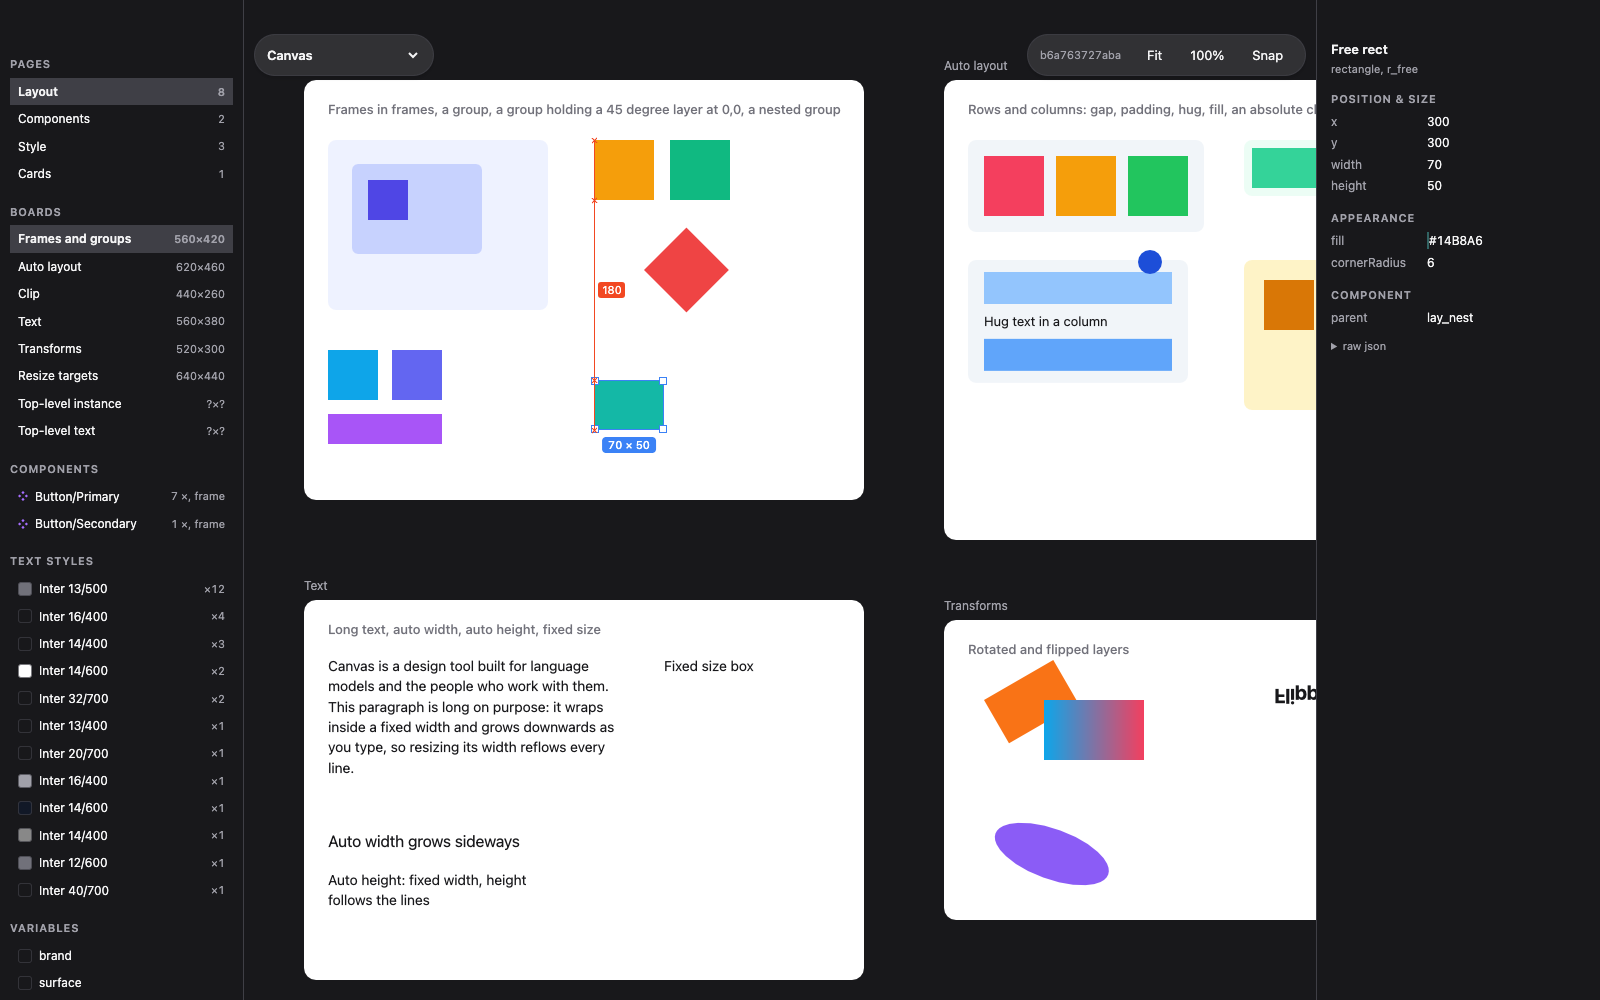 PAGES
Layout 8
Components 2
Style 3
Cards 1
BOARDS
Frames and groups 560×420
Auto layout 620×460
Clip 440×260
Text 560×380
Transforms 520×300
Resize targets 640×440
Top-level instance ?×?
Top-level text ?×?
COMPONENTS
Button/Primary 7 ×, frame
Button/Secondary 1 ×, frame
TEXT STYLES
Inter 13/500 ×12
Inter 16/400 ×4
Inter 14/400 ×3
Inter 14/600 ×2
Inter 32/700 ×2
Inter 13/400 ×1
Inter 20/700 ×1
Inter 16/400 ×1
Inter 14/600 ×1
Inter 14/400 ×1
Inter 12/600 ×1
Inter 40/700 ×1
VARIABLES
brand
surface
Canvas
b6a763727aba Fit 100% Snap
Frames in frames, a group, a group holding a 45 degree layer at 0,0, a nested group
180
70 × 50
Auto layout
Rows and columns: gap, padding, hug, fill, an absolute
Hug text in a column
Text
Long text, auto width, auto height, fixed size
Canvas is a design tool built for language
models and the people who work with them.
This paragraph is long on purpose: it wraps
inside a fixed width and grows downwards as
you type, so resizing its width reflows every
line.
Fixed size box
Auto width grows sideways
Auto height: fixed width, height
follows the lines
Transforms
Rotated and flipped layers
Free rect
rectangle, r_free
POSITION & SIZE
x 300
y 300
width 70
height 50
APPEARANCE
fill #14B8A6
cornerRadius 6
COMPONENT
parent lay_nest
raw json